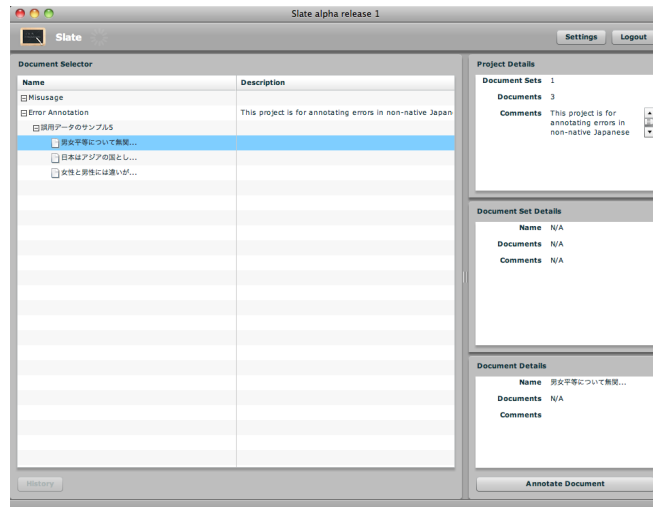 Slate alpha release 1
Slate
Settings
Logout
Document Selector
Name
Description
Misusage
Error Annotation
This project is for annotating errors in non-native Japan
誤用データのサンプル5
男女平等について無関...
日本はアジアの国とし...
女性と男性には違いが...
History
Project Details
Document Sets 1
Documents 3
Comments This project is for
annotating errors in
non-native Japanese
Document Set Details
Name N/A
Documents N/A
Comments N/A
Document Details
Name 男女平等について無関...
Documents N/A
Comments
Annotate Document